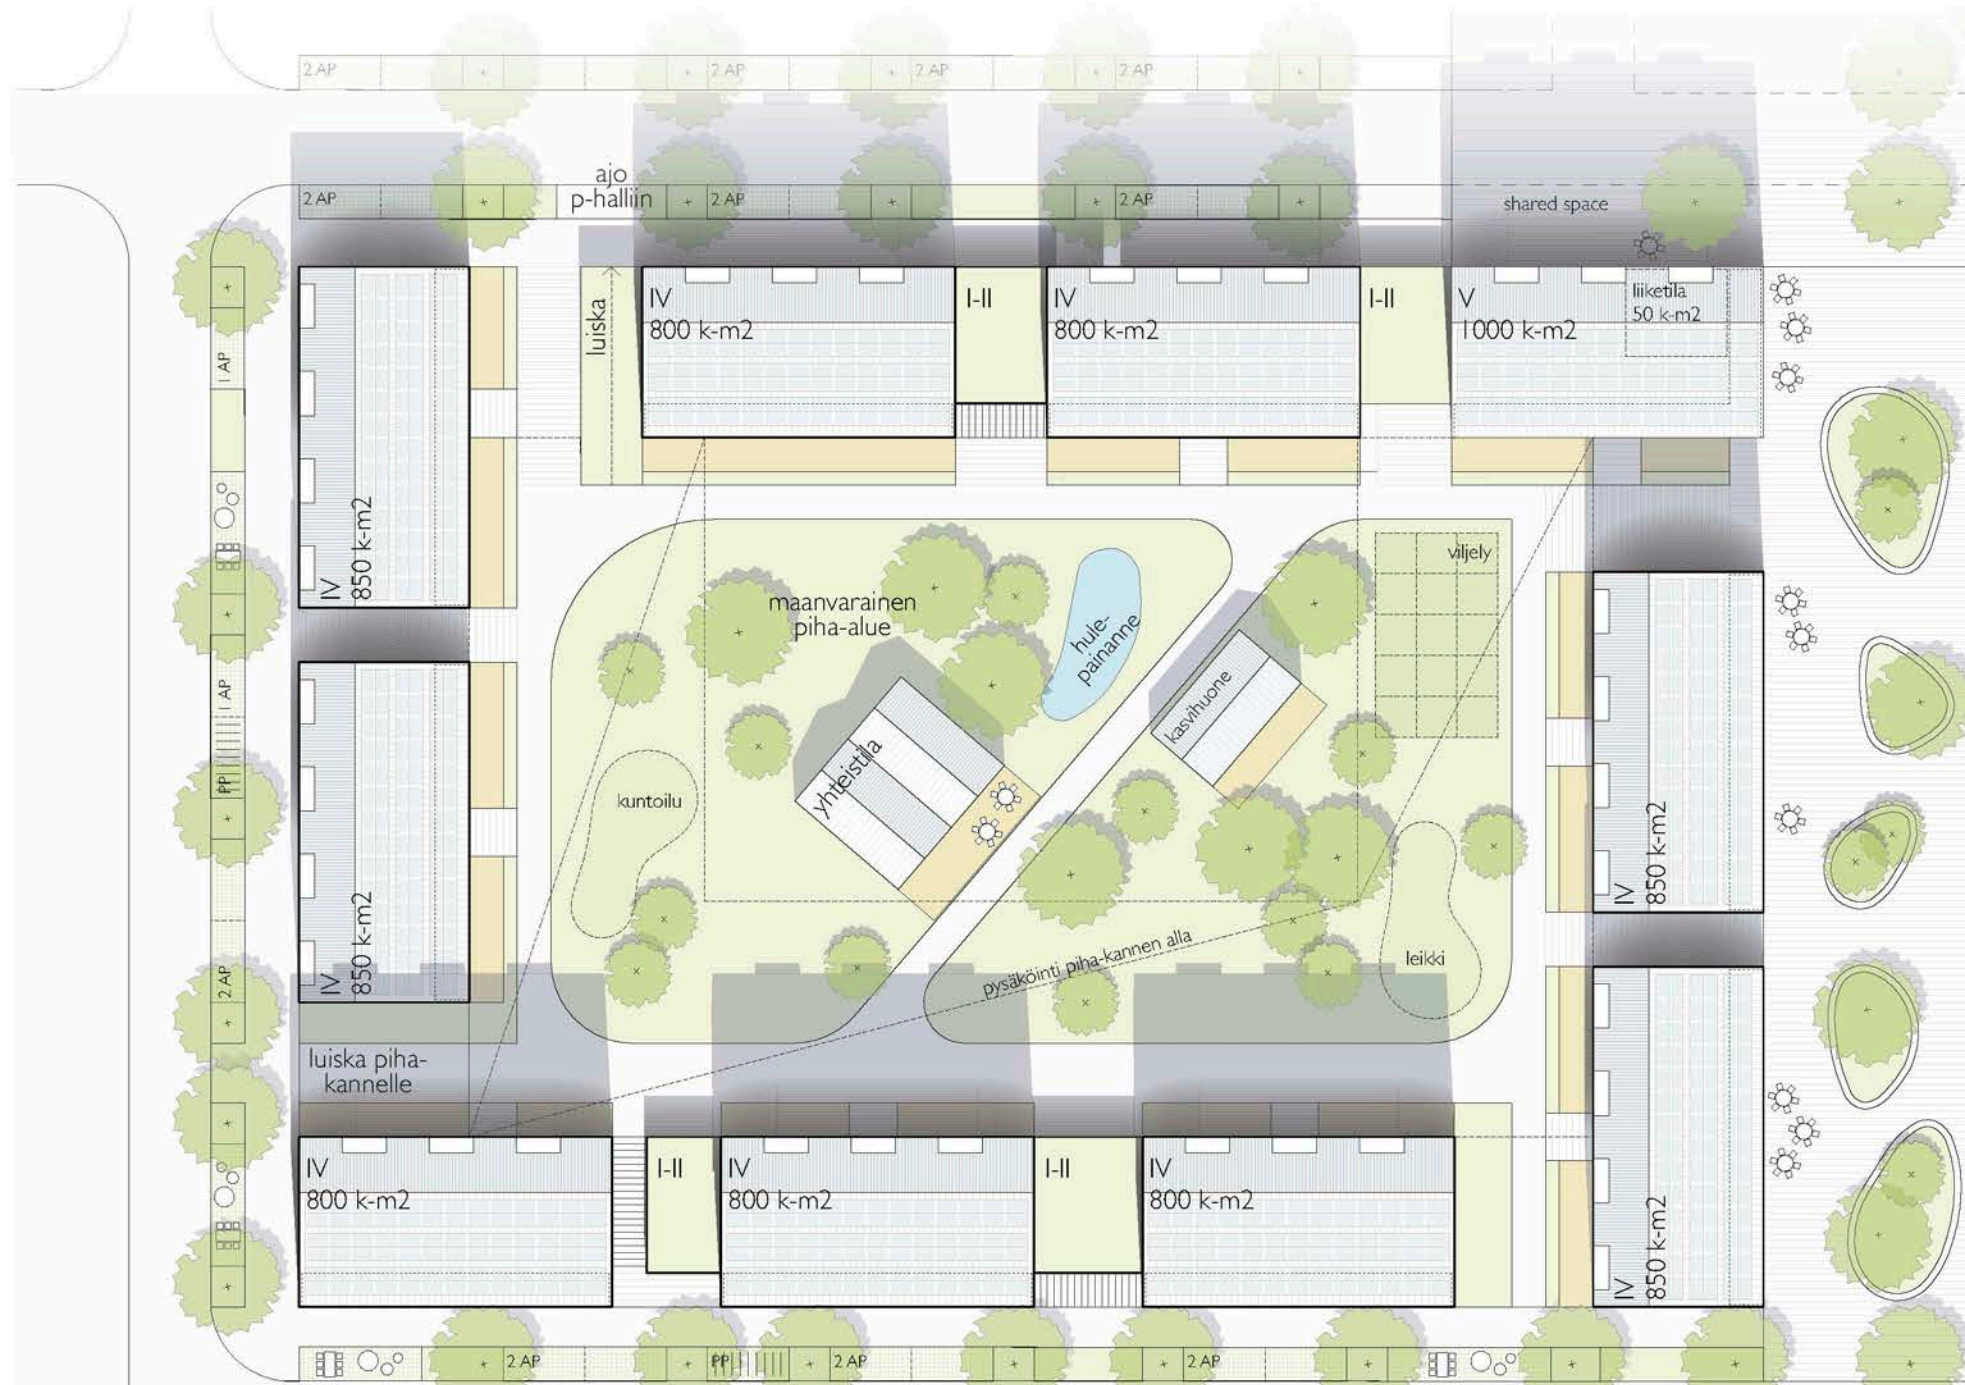 2 AP
2 AP
2 AP
2 AP
ajo
p-halliin
2 AP
2 AP
2 AP
shared space
luiska
IV
800 k-m2
I-II
IV
800 k-m2
I-II
V
1000 k-m2
liiketila
50 k-m2
1 AP
IV
850 k-m2
viljely
maanvarainen
piha-alue
hule-
painanne
kasvihuone
1 AP
PP
yhteistila
kuntoilu
IV
850 k-m2
IV
850 k-m2
2 AP
pysäköinti piha-kannen alla
leikki
luiska piha-
kannelle
IV
800 k-m2
I-II
IV
800 k-m2
I-II
IV
800 k-m2
IV
850 k-m2
2 AP
PP
2 AP
2 AP